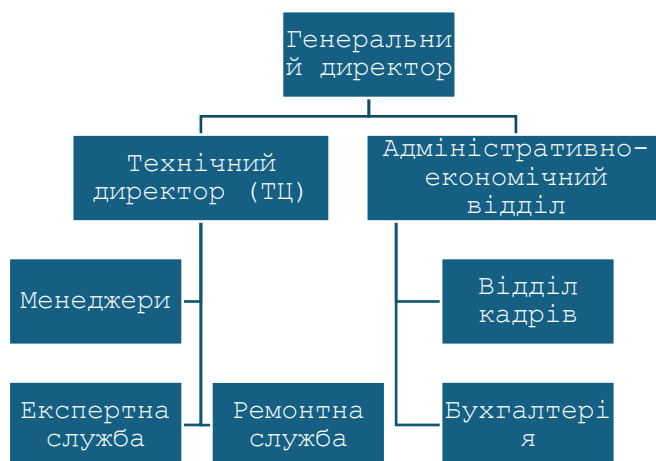 Генеральни
й директор
Технічний
директор (ТЦ)
Адміністративно-
економічний
відділ
Менеджери
Відділ
кадрів
Експертна
служба
Ремонтна
служба
Бухгалтері
я